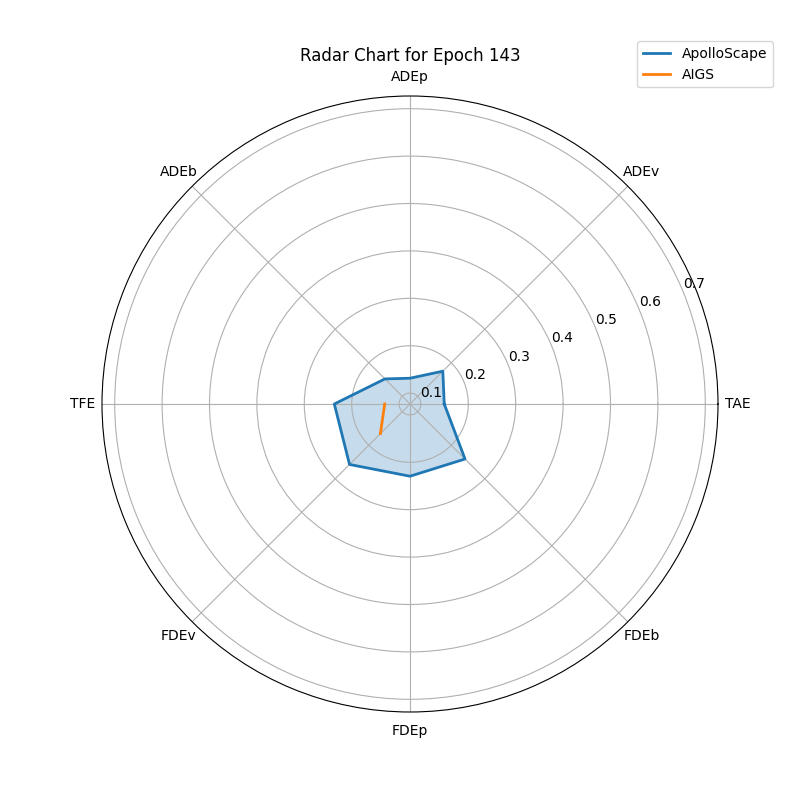 Radar Chart for Epoch 143
ApolloScape
AIGS
ADEp
ADEb
ADEv
0.7
0.6
0.5
0.4
0.3
0.2
0.1
TFE
TAE
FDEv
FDEb
FDEp